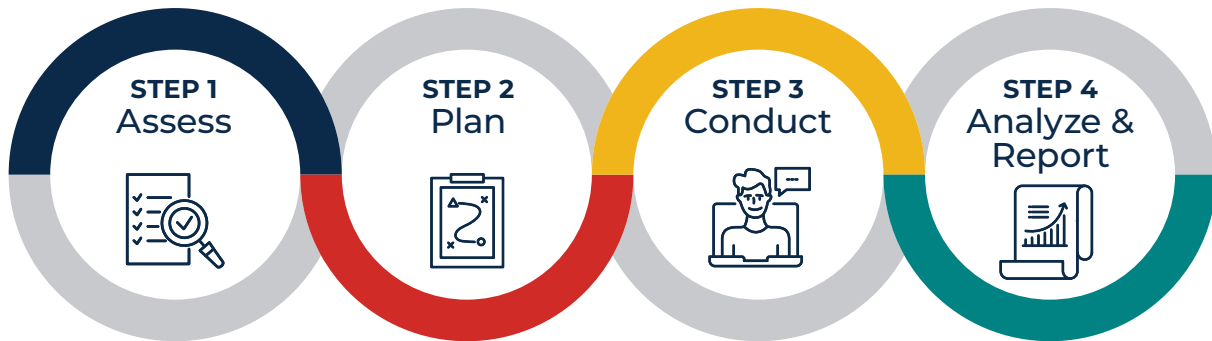 STEP 1
Assess
STEP 2
Plan
STEP 3
Conduct
STEP 4
Analyze &
Report